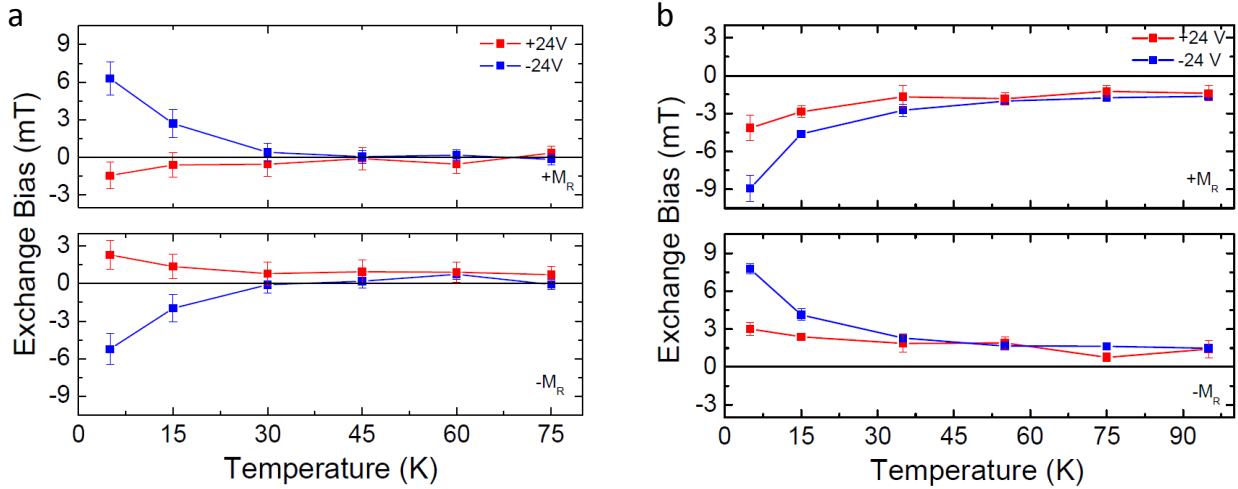 a
9
6
3
0
-3
+24V
-24V
+M_R
3
0
-3
-6
-9
-M_R
Exchange Bias (mT)
0 15 30 45 60 75
Temperature (K)
b
3
0
-3
-6
-9
+24 V
-24 V
+M_R
9
6
3
0
-3
-M_R
Exchange Bias (mT)
0 15 30 45 60 75 90
Temperature (K)